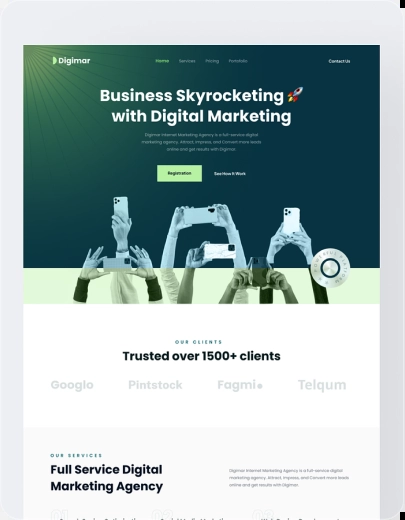 Digimar
Home Services Pricing Portfolio Contact Us
Business Skyrocketing 🚀
with Digital Marketing
Digimar Internet Marketing Agency is a full-service digital
marketing agency. Attract, Impress, and Convert more leads
online and get results with Digimar.
Registration See How It Work
OUR CLIENTS
Trusted over 1500+ clients
Googlo Pintstock Fagmi Telqum
OUR SERVICES
Full Service Digital
Marketing Agency
Digimar Internet Marketing Agency is a full-service digital
marketing agency. Attract, Impress, and Convert more leads
online and get results with Digimar.